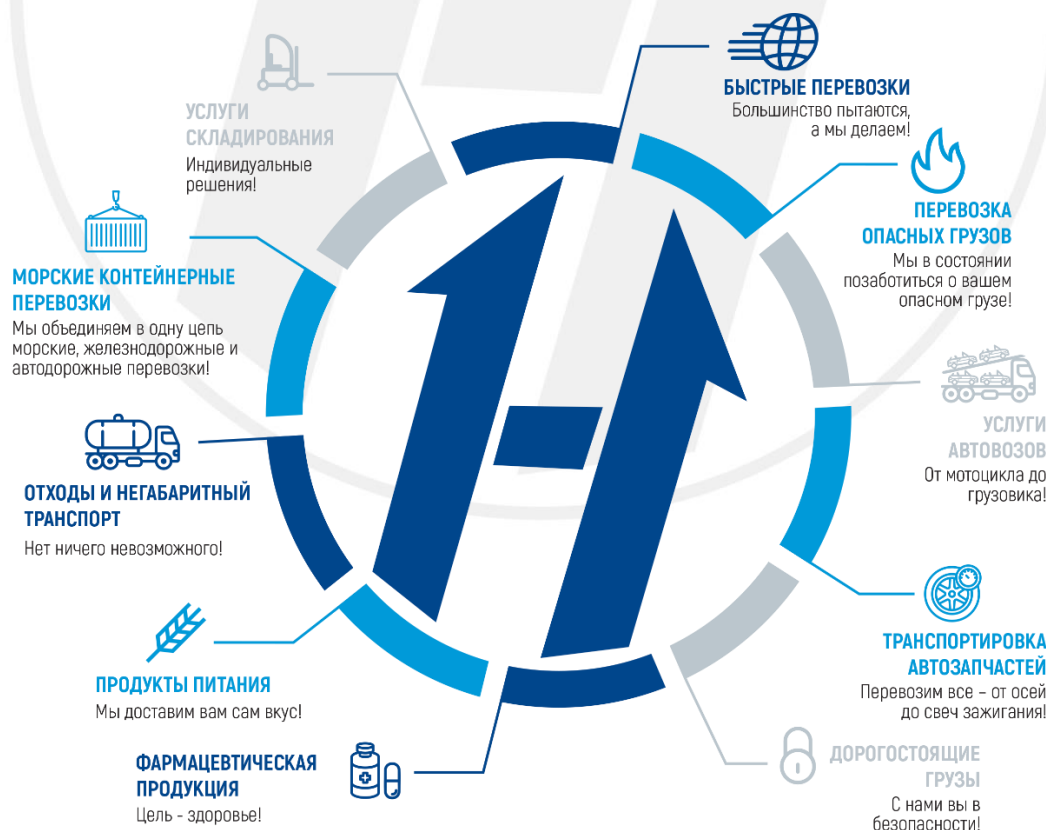 БЫСТРЫЕ ПЕРЕВОЗКИ
Большинство пытаются,
а мы делаем!
ПЕРЕВОЗКА
ОПАСНЫХ ГРУЗОВ
Мы в состоянии
позаботиться о вашем
опасном грузе!
УСЛУГИ
АВТОВОЗОВ
От мотоцикла до
грузовика!
ТРАНСПОРТИРОВКА
АВТОЗАПЧАСТЕЙ
Перевозим все - от осей
до свеч зажигания!
ДОРОГОСТОЯЩИЕ
ГРУЗЫ
С нами вы в
безопасности!
ФАРМАЦЕВТИЧЕСКАЯ
ПРОДУКЦИЯ
Цель - здоровье!
ПРОДУКТЫ ПИТАНИЯ
Мы доставим вам сам вкус!
ОТХОДЫ И НЕГАБАРИТНЫЙ
ТРАНСПОРТ
Нет ничего невозможного!
МОРСКИЕ КОНТЕЙНЕРНЫЕ
ПЕРЕВОЗКИ
Мы объединяем в одну цепь
морские, железнодорожные и
автодорожные перевозки!
УСЛУГИ
СКЛАДИРОВАНИЯ
Индивидуальные
решения!